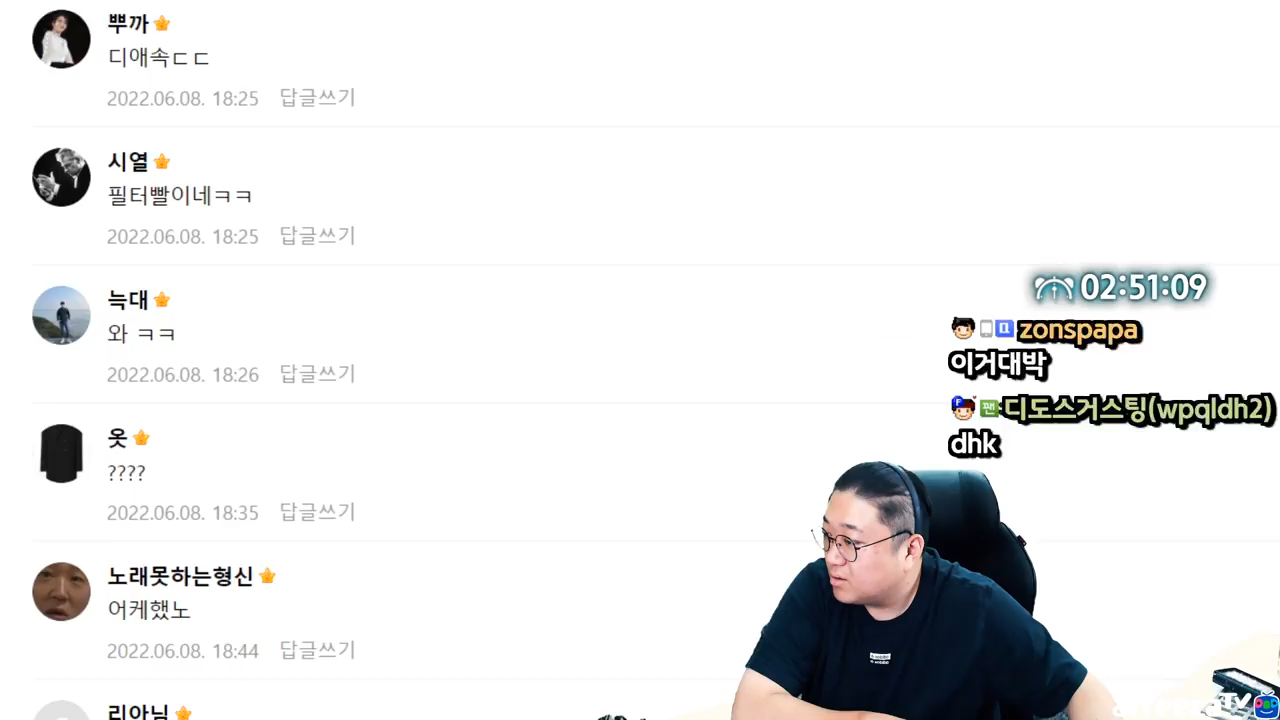 뿌까
디애속ㄷㄷ
2022.06.08. 18:25 답글쓰기
시열
필터빨이네ㅋㅋ
2022.06.08. 18:25 답글쓰기
늑대
와 ㅋㅋ
2022.06.08. 18:26 답글쓰기
옷
????
2022.06.08. 18:35 답글쓰기
노래못하는형신
어케했노
2022.06.08. 18:44 답글쓰기
리아님
02:51:09
zonspapa
이거대박
팬 디도스거스팅(wpqldh2)
dhk